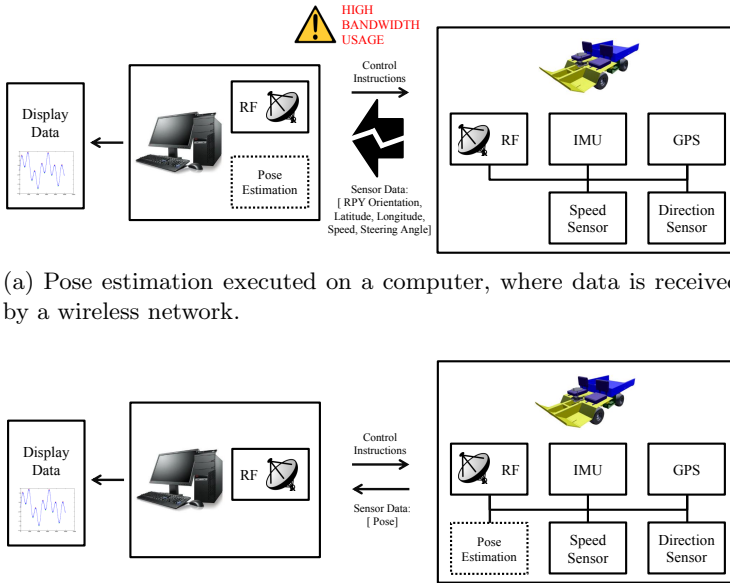 HIGH
BANDWIDTH
USAGE
Control
Instructions
Display
Data
RF
Pose
Estimation
Sensor Data:
[ RPY Orientation,
Latitude, Longitude,
Speed, Steering Angle]
RF
IMU
GPS
Speed
Sensor
Direction
Sensor
(a) Pose estimation executed on a computer, where data is received
by a wireless network.
Display
Data
RF
Control
Instructions
Sensor Data:
[ Pose]
RF
IMU
GPS
Pose
Estimation
Speed
Sensor
Direction
Sensor